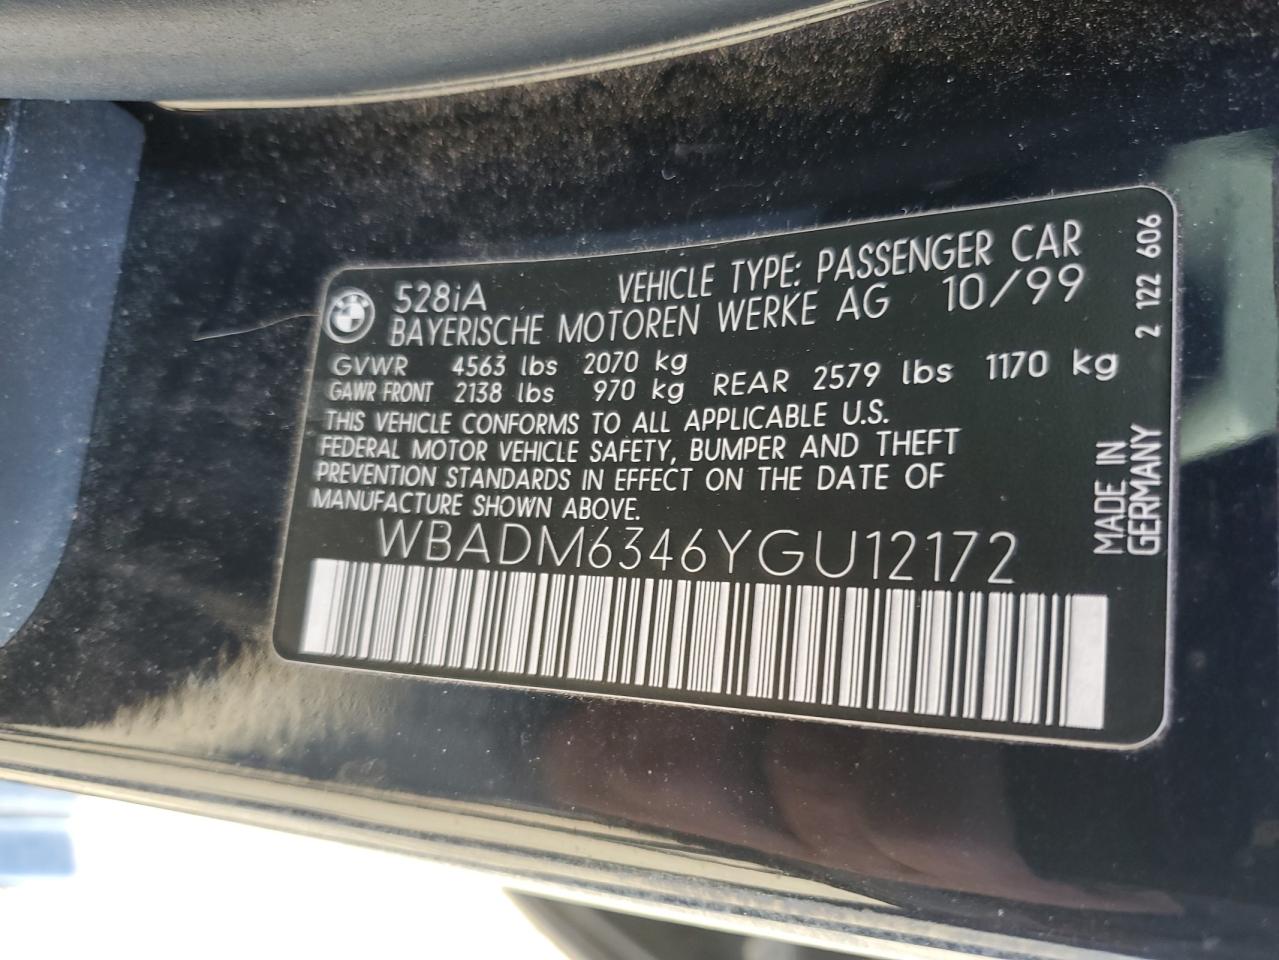 528iA VEHICLE TYPE: PASSENGER CAR
BAYERISCHE MOTOREN WERKE AG 10/99
GVWR 4563 lbs 2070 kg
GAWR FRONT 2138 lbs 970 kg REAR 2579 lbs 1170 kg
THIS VEHICLE CONFORMS TO ALL APPLICABLE U.S.
FEDERAL MOTOR VEHICLE SAFETY, BUMPER AND THEFT
PREVENTION STANDARDS IN EFFECT ON THE DATE OF
MANUFACTURE SHOWN ABOVE.
WBADM6346YGU12172
2 122 606
MADE IN
GERMANY